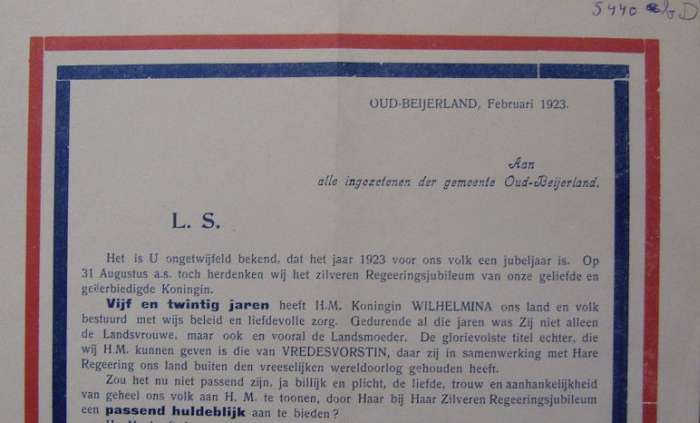 5440
OUD-BEIJERLAND, Februari 1923.
Aan
alle ingezetenen der gemeente Oud-Beijerland.
L. S.
Het is U ongetwijfeld bekend, dat het jaar 1923 voor ons volk een jubeljaar is. Op
31 Augustus a.s. toch herdenken wij het zilveren Regeeringsjubileum van onze geliefde en
geëerbiedigde Koningin.
Vijf en twintig jaren heeft H.M. Koningin WILHELMINA ons land en volk
bestuurd met wijs beleid en liefdevolle zorg. Gedurende al die jaren was Zij niet alleen
de Landsvrouwe, maar ook en vooral de Landsmoeder. De glorievolste titel echter, die
wij H.M. kunnen geven is die van VREDESVORSTIN, daar zij in samenwerking met Hare
Regeering ons land buiten den vreeselijken wereldoorlog gehouden heeft.
Zou het nu niet passend zijn, ja billijk en plicht, de liefde, trouw en aanhankelijkheid
van geheel ons volk aan H. M. te toonen, door Haar bij Haar Zilveren Regeeringsjubileum
een passend huldeblijk aan te bieden?